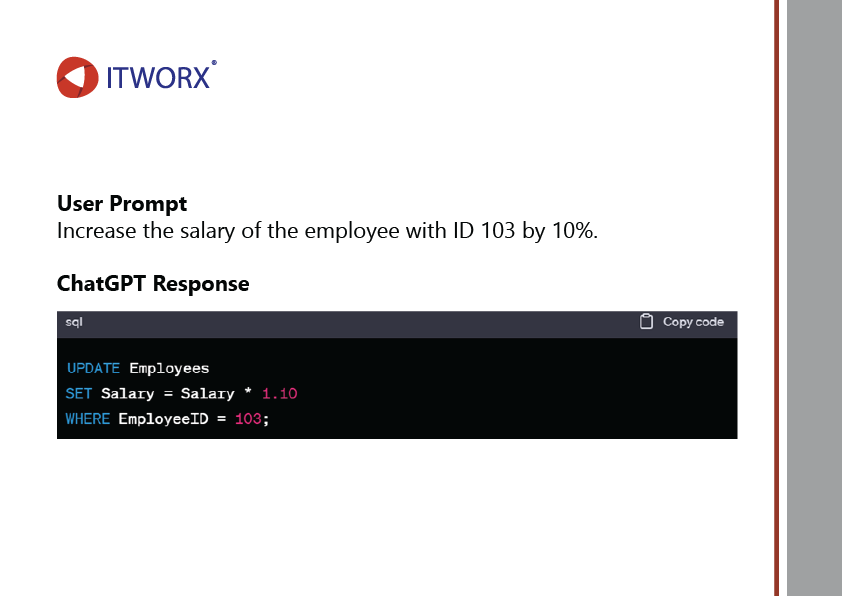 ITWORX®
User Prompt
Increase the salary of the employee with ID 103 by 10%.
ChatGPT Response
sql Copy code
UPDATE Employees
SET Salary = Salary * 1.10
WHERE EmployeeID = 103;